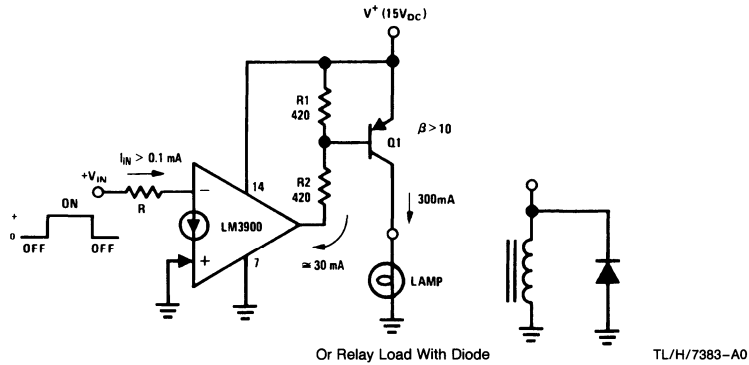 V⁺ (15V_DC)
R1
420
Q1
β > 10
I_IN > 0.1 mA
+V_IN
R
−
14
R2
420
300mA
ON
+
0
OFF
OFF
LM3900
+
7
≅ 30 mA
LAMP
Or Relay Load With Diode
TL/H/7383–A0